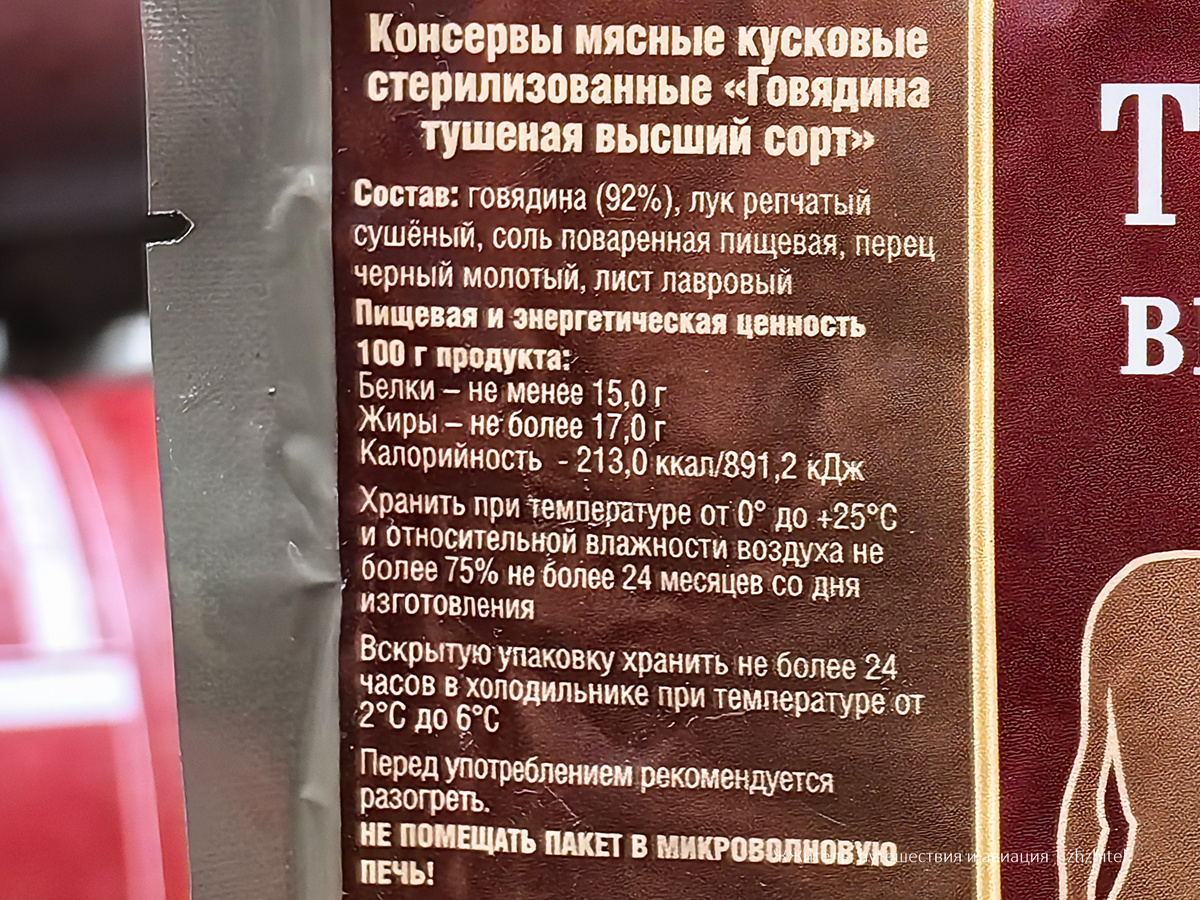 Консервы мясные кусковые
стерилизованные «Говядина
тушеная высший сорт»
Состав: говядина (92%), лук репчатый
сушёный, соль поваренная пищевая, перец
черный молотый, лист лавровый
Пищевая и энергетическая ценность
100 г продукта:
Белки – не менее 15,0 г
Жиры – не более 17,0 г
Калорийность - 213,0 ккал/891,2 кДж
Хранить при температуре от 0° до +25°С
и относительной влажности воздуха не
более 75% не более 24 месяцев со дня
изготовления
Вскрытую упаковку хранить не более 24
часов в холодильнике при температуре от
2°С до 6°С
Перед употреблением рекомендуется
разогреть.
НЕ ПОМЕЩАТЬ ПАКЕТ В МИКРОВОЛНОВУЮ
ПЕЧЬ!
путешествия и авиация
Т